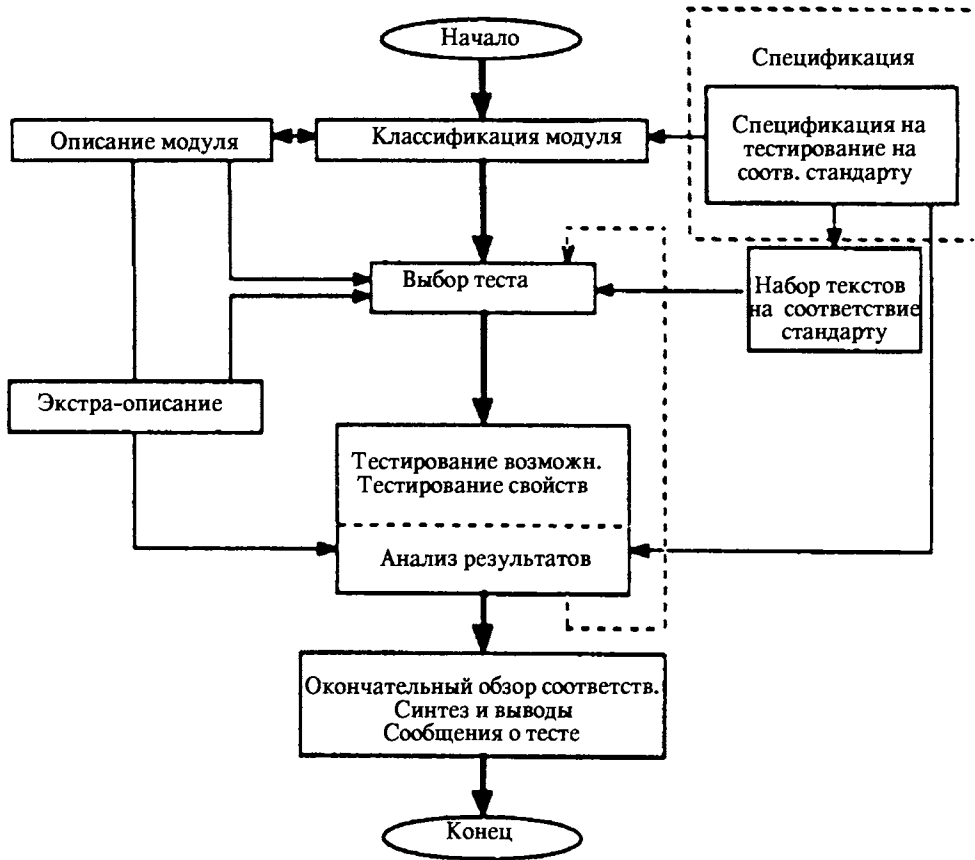 Начало
Спецификация
Описание модуля
Классификация модуля
Спецификация на
тестирование на
соотв. стандарту
Выбор теста
Набор текстов
на соответствие
стандарту
Экстра-описание
Тестирование возможн.
Тестирование свойств
Анализ результатов
Окончательный обзор соответств.
Синтез и выводы
Сообщения о тесте
Конец